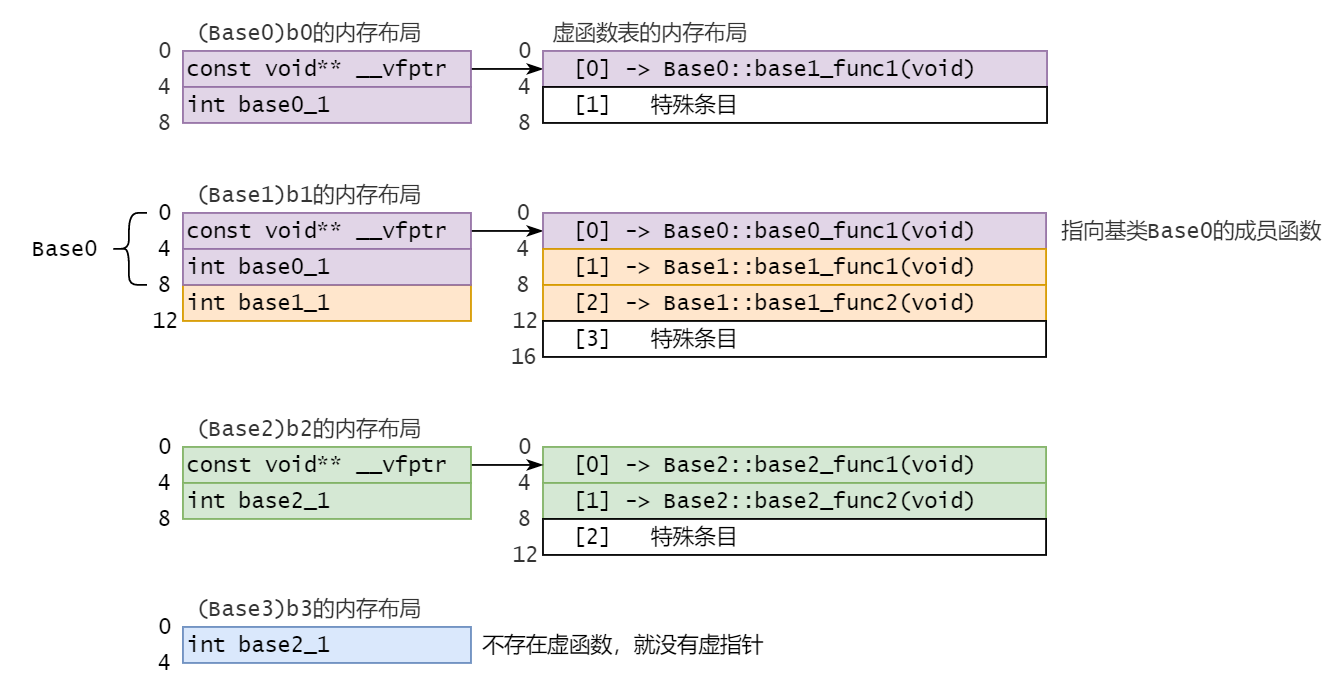 (Base0)b0的内存布局 虚函数表的内存布局
0 0
const void** __vfptr [0] -> Base0::base1_func1(void)
4 4
int base0_1 [1] 特殊条目
8 8
(Base1)b1的内存布局
0 0
const void** __vfptr [0] -> Base0::base0_func1(void) 指向基类Base0的成员函数
Base0 4 4
int base0_1 [1] -> Base1::base1_func1(void)
8 8
int base1_1 [2] -> Base1::base1_func2(void)
12 12
[3] 特殊条目
16
(Base2)b2的内存布局
0 0
const void** __vfptr [0] -> Base2::base2_func1(void)
4 4
int base2_1 [1] -> Base2::base2_func2(void)
8 8
[2] 特殊条目
12
(Base3)b3的内存布局
0
int base2_1 不存在虚函数，就没有虚指针
4